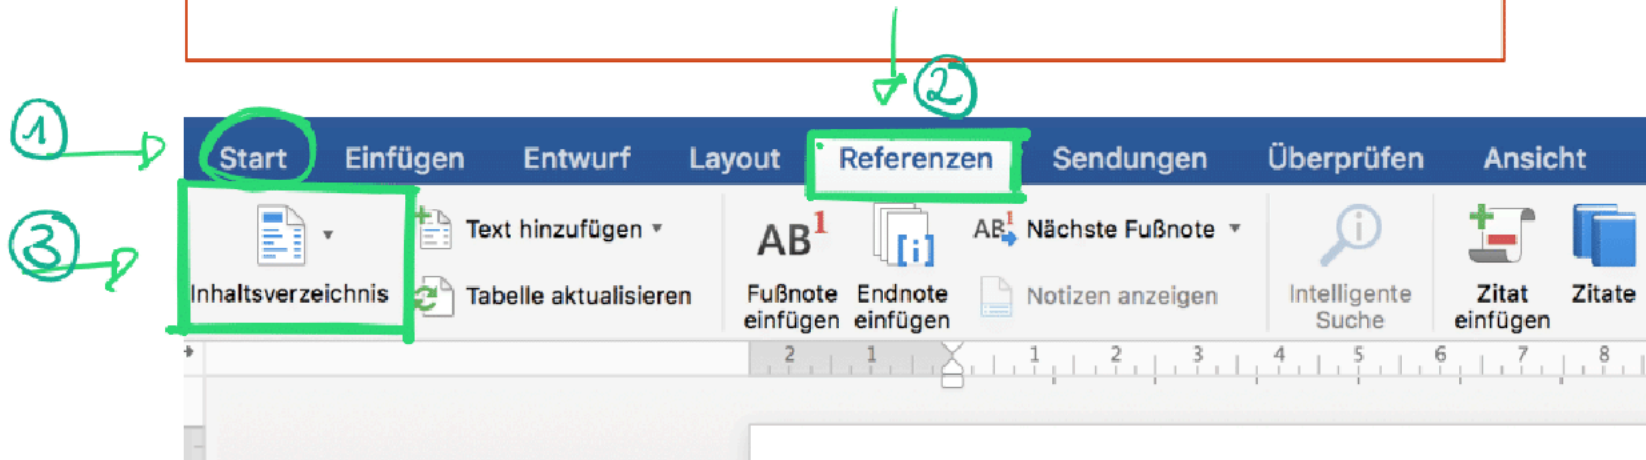 2
1
Start Einfügen Entwurf Layout Referenzen Sendungen Überprüfen Ansicht
3
Inhaltsverzeichnis
Text hinzufügen
Tabelle aktualisieren
AB1
Fußnote
einfügen
[i]
Endnote
einfügen
AB1 Nächste Fußnote
Notizen anzeigen
Intelligente
Suche
Zitat
einfügen
Zitate
2 1 1 2 3 4 5 6 7 8